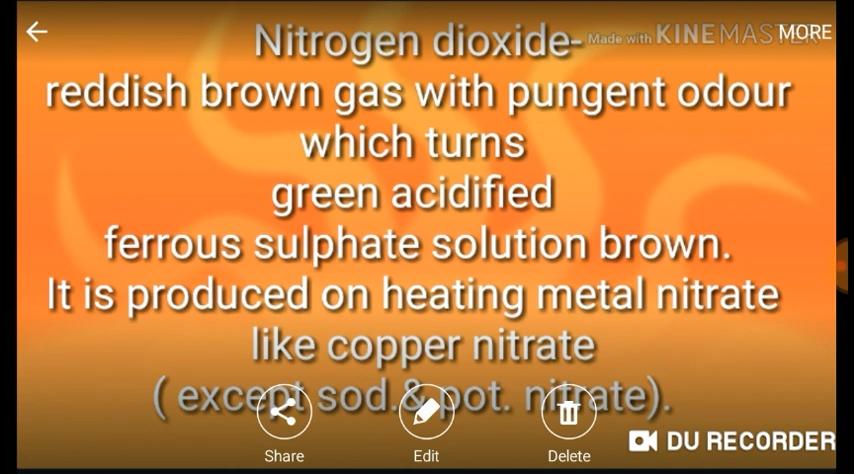 Nitrogen dioxide-
Made with KINEMASTER
MORE
reddish brown gas with pungent odour
which turns
green acidified
ferrous sulphate solution brown.
It is produced on heating metal nitrate
like copper nitrate
( except sod.& pot. nitrate).
DU RECORDER
Share
Edit
Delete